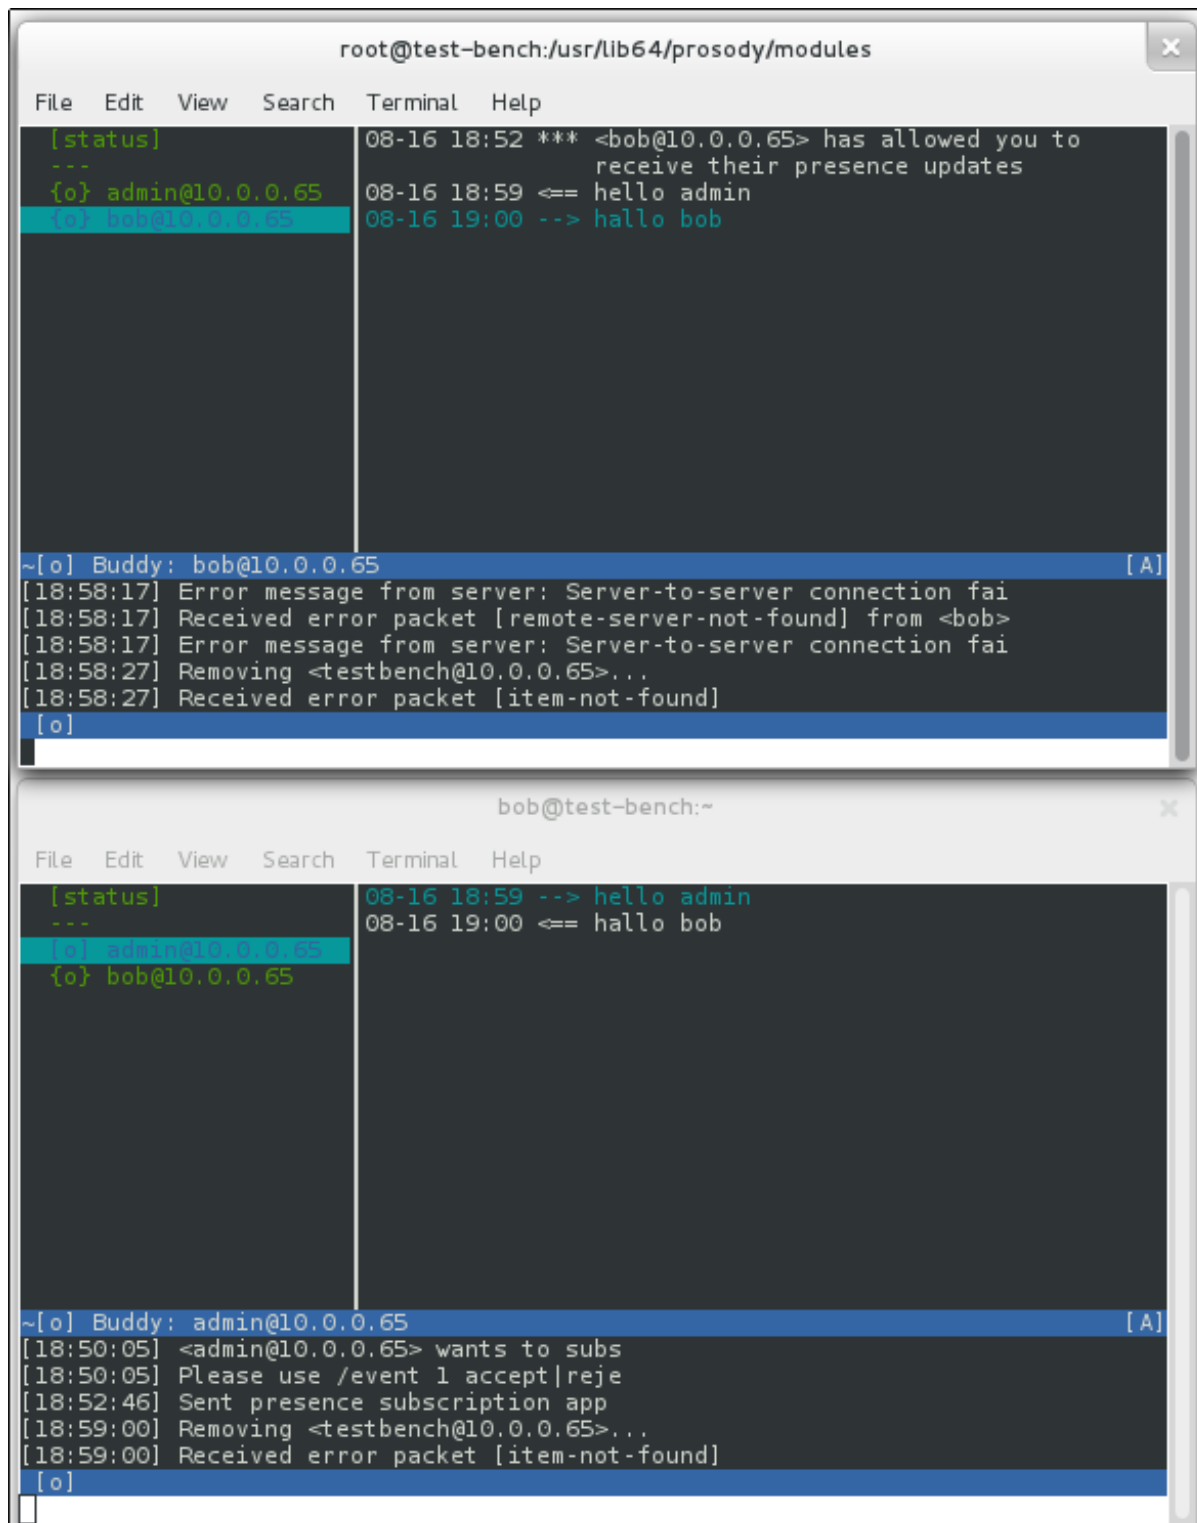 root@test-bench:/usr/lib64/prosody/modules
File Edit View Search Terminal Help
[status] 08-16 18:52 *** <bob@10.0.0.65> has allowed you to
--- receive their presence updates
{o} admin@10.0.0.65 08-16 18:59 <== hello admin
{o} bob@10.0.0.65 08-16 19:00 --> hallo bob
~[o] Buddy: bob@10.0.0.65 [A]
[18:58:17] Error message from server: Server-to-server connection fai
[18:58:17] Received error packet [remote-server-not-found] from <bob>
[18:58:17] Error message from server: Server-to-server connection fai
[18:58:27] Removing <testbench@10.0.0.65>...
[18:58:27] Received error packet [item-not-found]
[o]
bob@test-bench:~
File Edit View Search Terminal Help
[status] 08-16 18:59 --> hello admin
--- 08-16 19:00 <== hallo bob
[o] admin@10.0.0.65
{o} bob@10.0.0.65
~[o] Buddy: admin@10.0.0.65 [A]
[18:50:05] <admin@10.0.0.65> wants to subs
[18:50:05] Please use /event 1 accept|reje
[18:52:46] Sent presence subscription app
[18:59:00] Removing <testbench@10.0.0.65>...
[18:59:00] Received error packet [item-not-found]
[o]